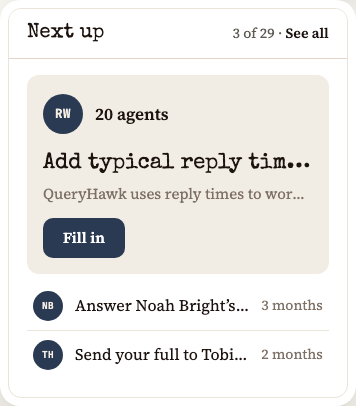 Next up
3 of 29 · See all
RW
20 agents
Add typical reply tim...
QueryHawk uses reply times to wor...
Fill in
NB
Answer Noah Bright's...
3 months
TH
Send your full to Tobi...
2 months